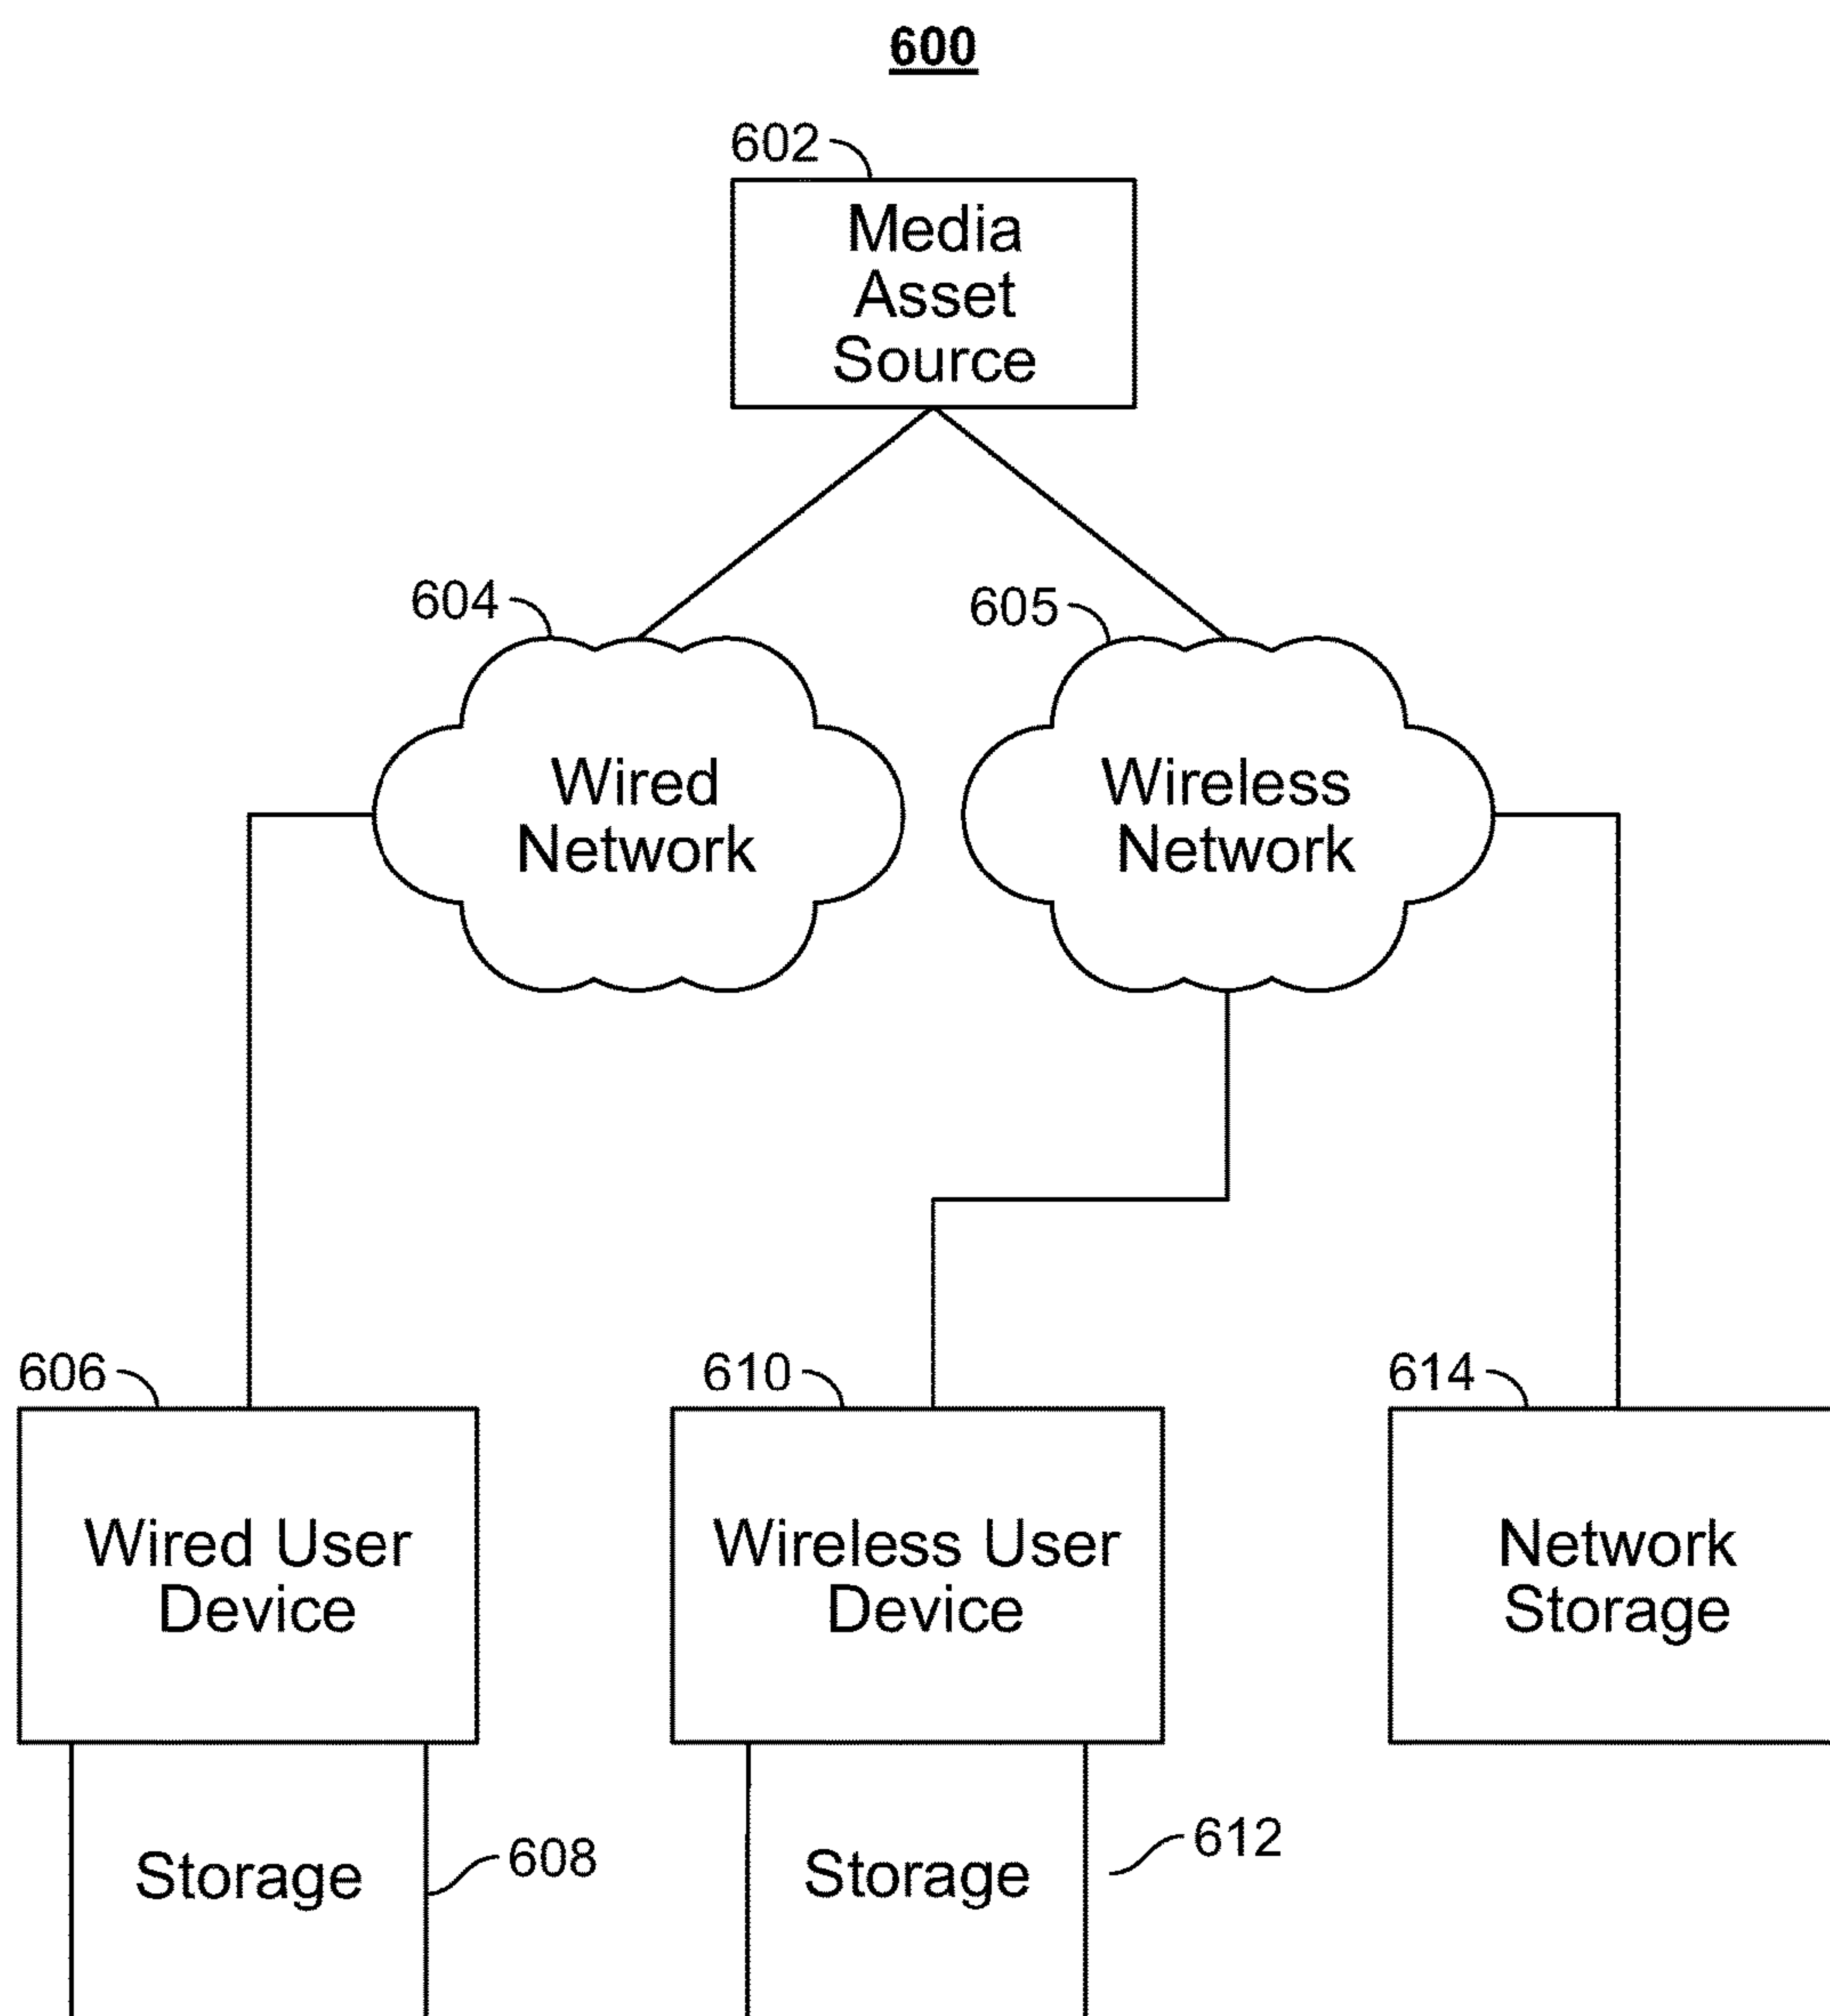 600
602
Media
Asset
Source
604
605
Wired
Network
Wireless
Network
606
610
614
Wired User
Device
Wireless User
Device
Network
Storage
Storage
608
Storage
612